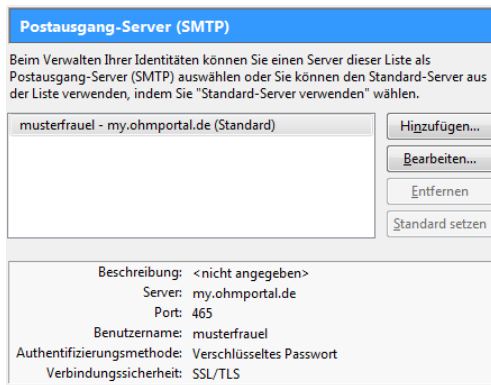 Postausgang-Server (SMTP)
Beim Verwalten Ihrer Identitäten können Sie einen Server dieser Liste als
Postausgang-Server (SMTP) auswählen oder Sie können den Standard-Server aus
der Liste verwenden, indem Sie "Standard-Server verwenden" wählen.
musterfrauel - my.ohmportal.de (Standard)
Hinzufügen...
Bearbeiten...
Entfernen
Standard setzen
Beschreibung: <nicht angegeben>
Server: my.ohmportal.de
Port: 465
Benutzername: musterfrauel
Authentifizierungsmethode: Verschlüsseltes Passwort
Verbindungssicherheit: SSL/TLS